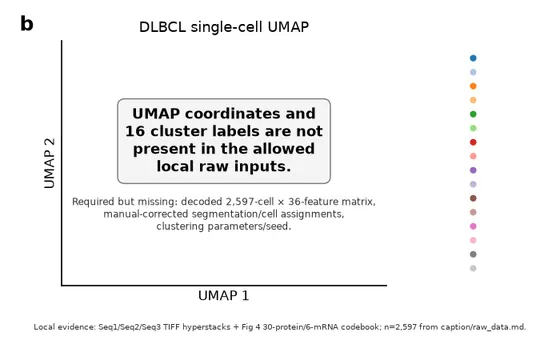 b
DLBCL single-cell UMAP
UMAP coordinates and
16 cluster labels are not
present in the allowed
local raw inputs.
Required but missing: decoded 2,597-cell × 36-feature matrix,
manual-corrected segmentation/cell assignments,
clustering parameters/seed.
UMAP 2
UMAP 1
Local evidence: Seq1/Seq2/Seq3 TIFF hyperstacks + Fig 4 30-protein/6-mRNA codebook; n=2,597 from caption/raw_data.md.